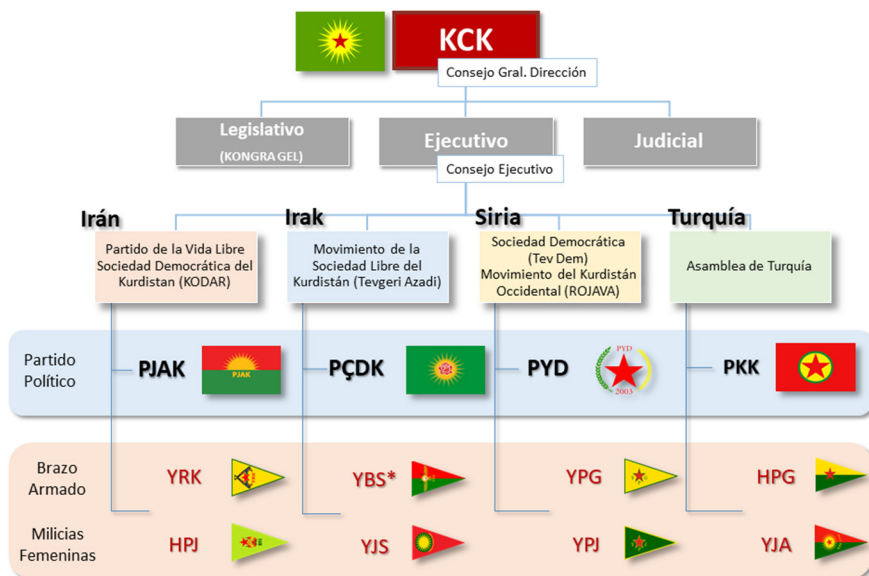 KCK
Consejo Gral. Dirección
Legislativo
(KONGRA GEL)
Ejecutivo
Judicial
Consejo Ejecutivo
Irán
Irak
Siria
Turquía
Partido de la Vida Libre
Sociedad Democrática del
Kurdistan (KODAR)
Movimiento de la
Sociedad Libre del
Kurdistán (Tevgeri Azadi)
Sociedad Democrática
(Tev Dem)
Movimiento del Kurdistán
Occidental (ROJAVA)
Asamblea de Turquía
Partido
Político
PJAK
PJAK
PÇDK
PYD
PYD
2003
PKK
Brazo
Armado
YRK
YBS*
YPG
HPG
Milicias
Femeninas
HPJ
YJS
YPJ
YJA